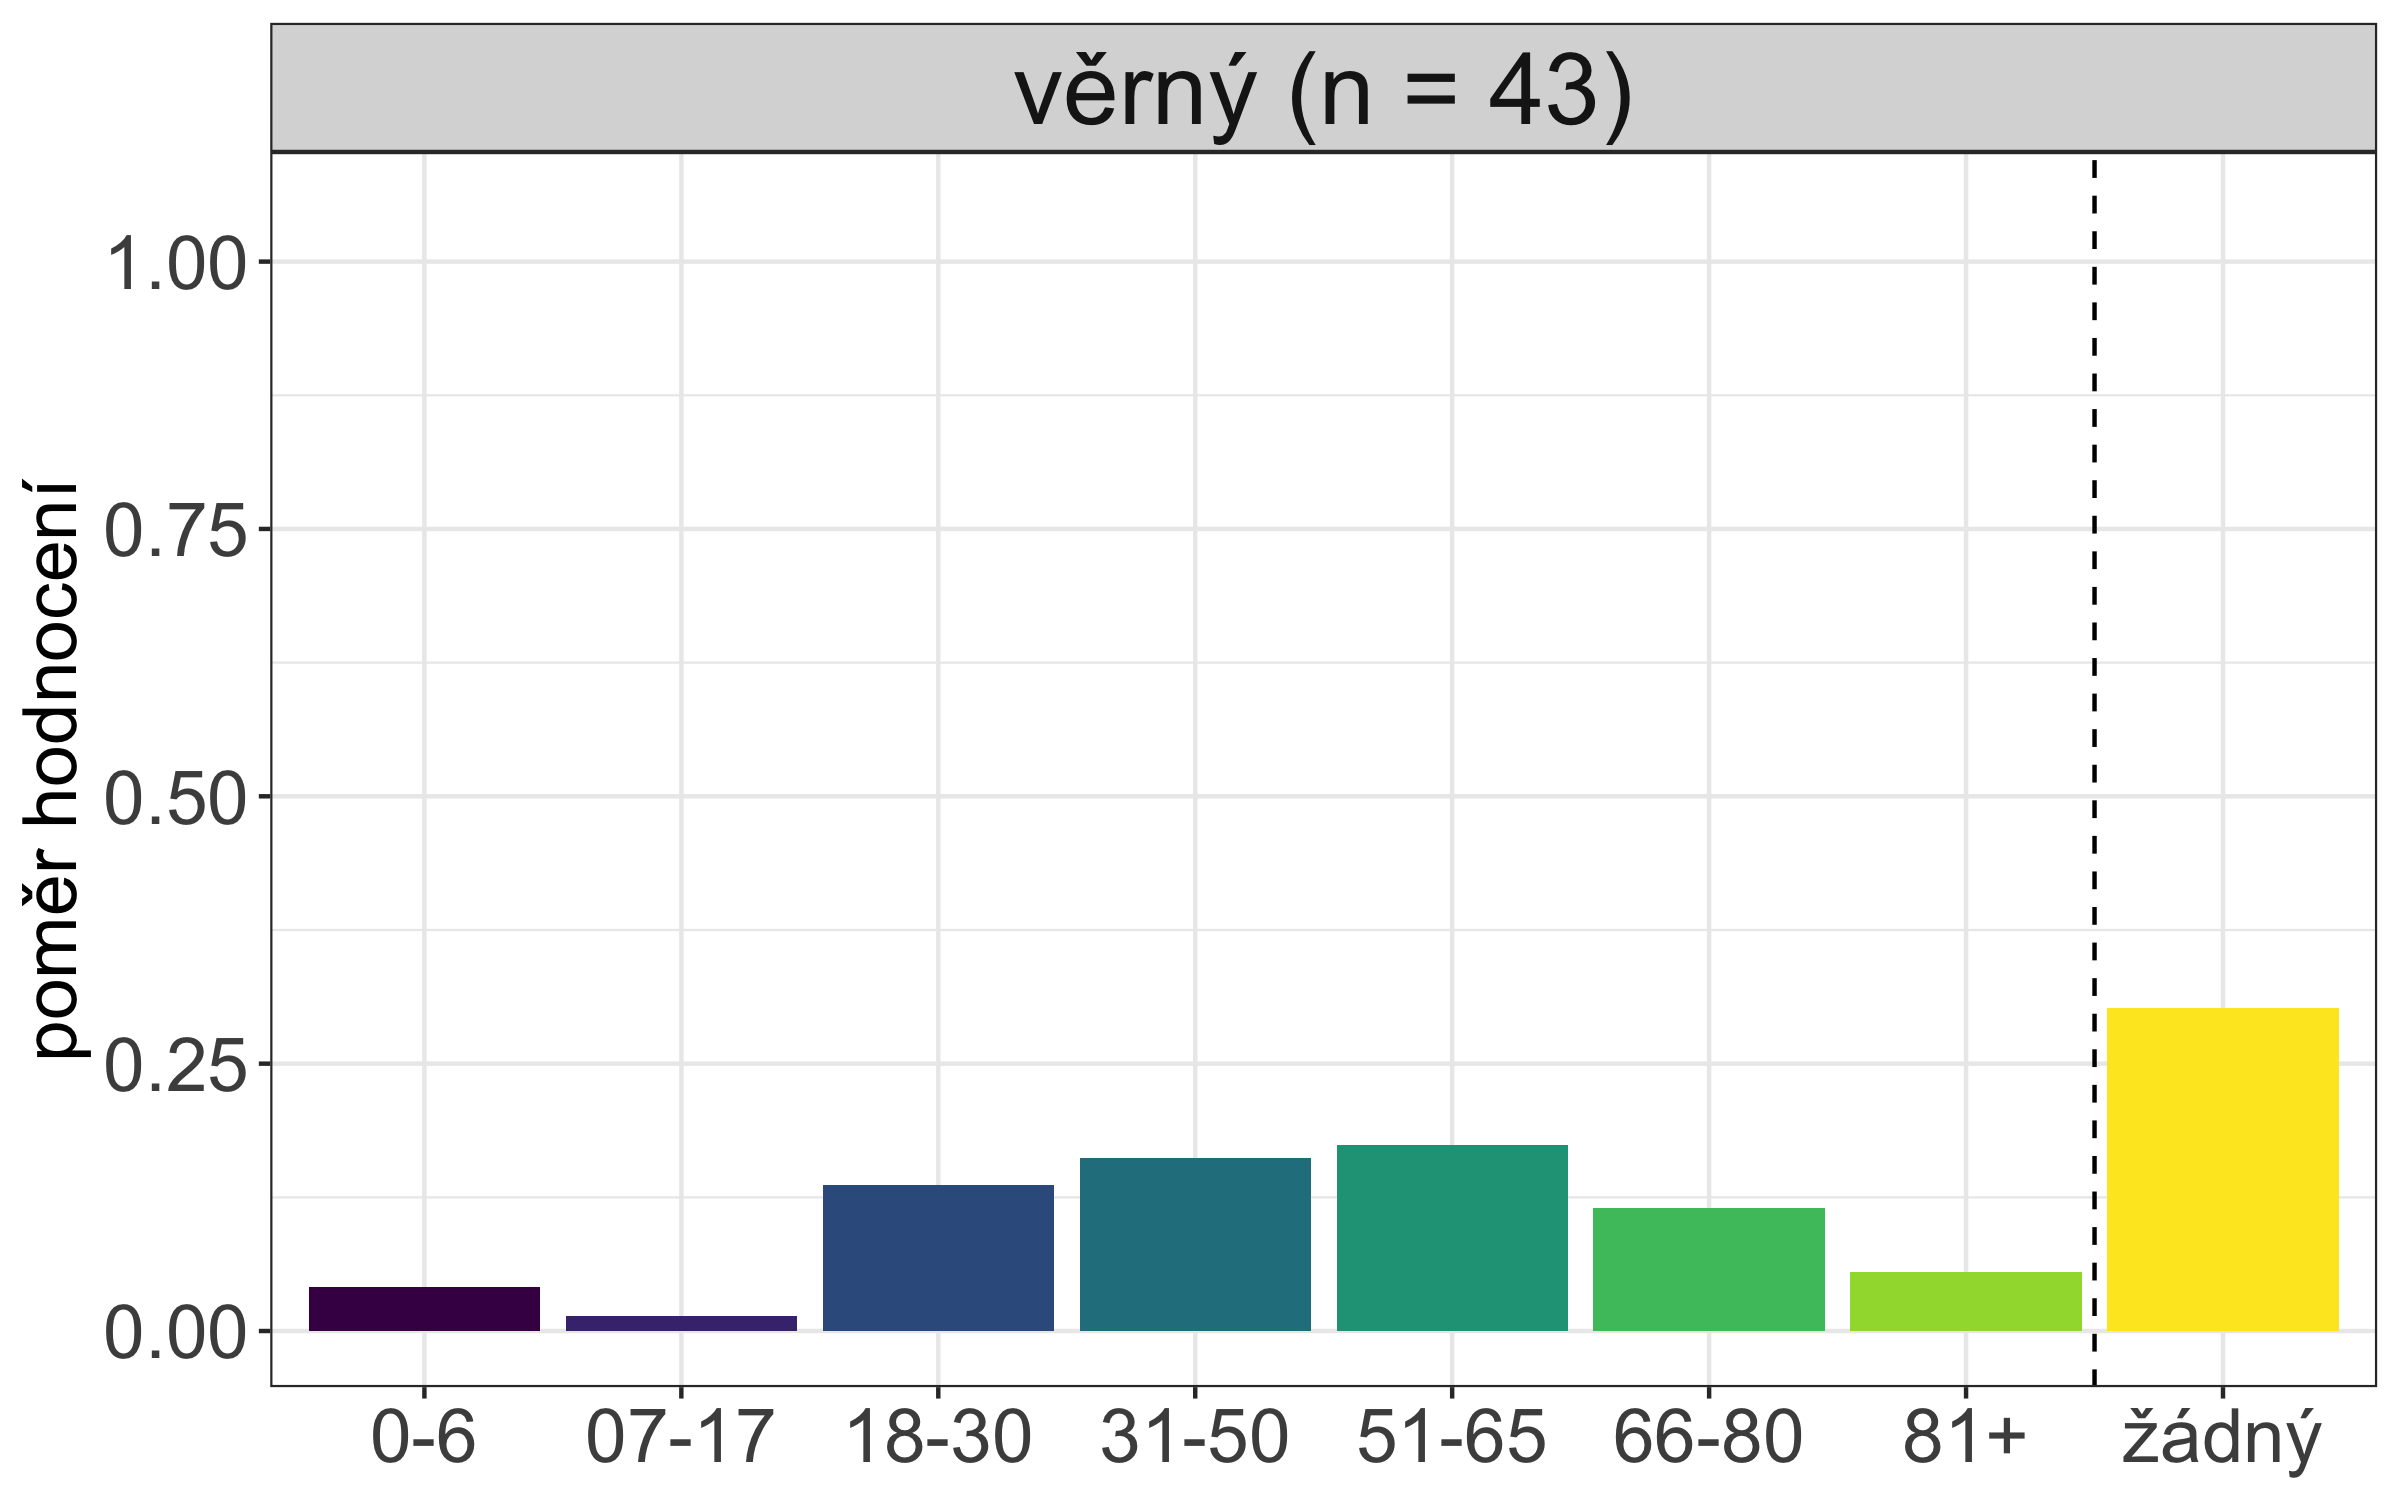 věrný (n = 43)
poměr hodnocení
1.00
0.75
0.50
0.25
0.00
0-6 07-17 18-30 31-50 51-65 66-80 81+ žádný